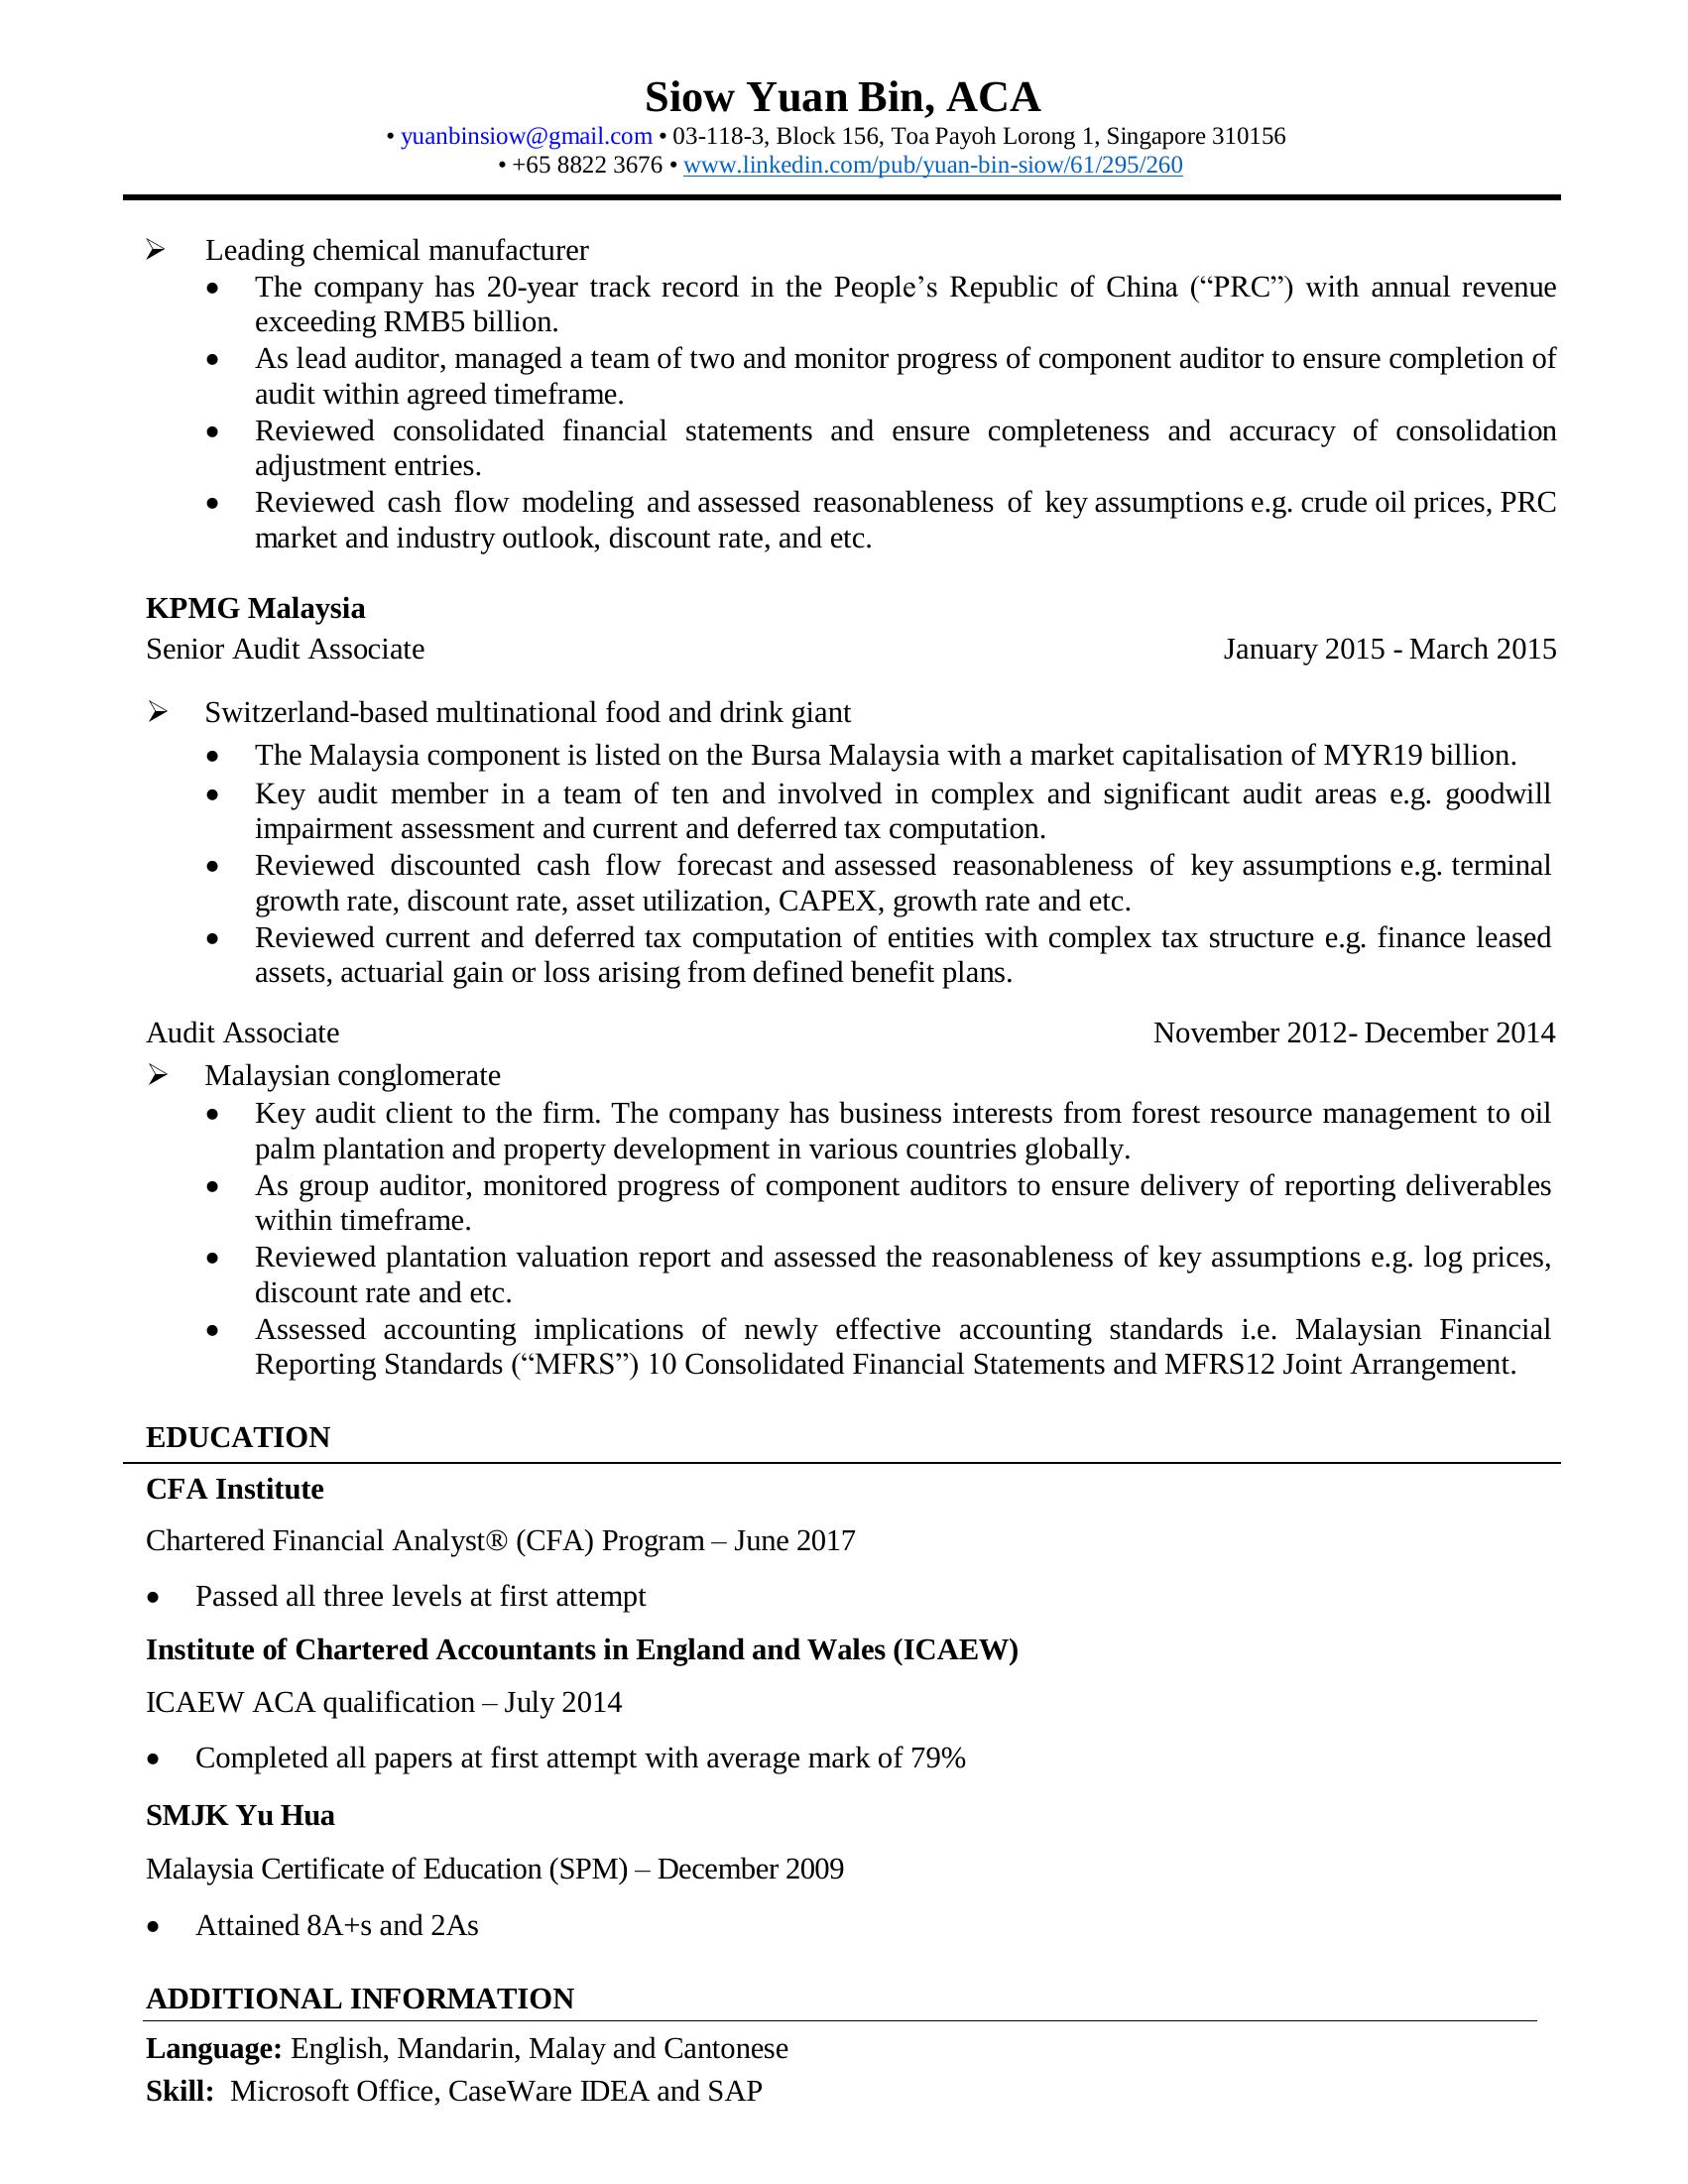 Siow Yuan Bin, ACA
• yuanbinsiow@gmail.com • 03-118-3, Block 156, Toa Payoh Lorong 1, Singapore 310156
• +65 8822 3676 • www.linkedin.com/pub/yuan-bin-siow/61/295/260
➢ Leading chemical manufacturer
• The company has 20-year track record in the People’s Republic of China (“PRC”) with annual revenue
exceeding RMB5 billion.
• As lead auditor, managed a team of two and monitor progress of component auditor to ensure completion of
audit within agreed timeframe.
• Reviewed consolidated financial statements and ensure completeness and accuracy of consolidation
adjustment entries.
• Reviewed cash flow modeling and assessed reasonableness of key assumptions e.g. crude oil prices, PRC
market and industry outlook, discount rate, and etc.
KPMG Malaysia
Senior Audit Associate January 2015 - March 2015
➢ Switzerland-based multinational food and drink giant
• The Malaysia component is listed on the Bursa Malaysia with a market capitalisation of MYR19 billion.
• Key audit member in a team of ten and involved in complex and significant audit areas e.g. goodwill
impairment assessment and current and deferred tax computation.
• Reviewed discounted cash flow forecast and assessed reasonableness of key assumptions e.g. terminal
growth rate, discount rate, asset utilization, CAPEX, growth rate and etc.
• Reviewed current and deferred tax computation of entities with complex tax structure e.g. finance leased
assets, actuarial gain or loss arising from defined benefit plans.
Audit Associate November 2012- December 2014
➢ Malaysian conglomerate
• Key audit client to the firm. The company has business interests from forest resource management to oil
palm plantation and property development in various countries globally.
• As group auditor, monitored progress of component auditors to ensure delivery of reporting deliverables
within timeframe.
• Reviewed plantation valuation report and assessed the reasonableness of key assumptions e.g. log prices,
discount rate and etc.
• Assessed accounting implications of newly effective accounting standards i.e. Malaysian Financial
Reporting Standards (“MFRS”) 10 Consolidated Financial Statements and MFRS12 Joint Arrangement.
EDUCATION
CFA Institute
Chartered Financial Analyst® (CFA) Program – June 2017
• Passed all three levels at first attempt
Institute of Chartered Accountants in England and Wales (ICAEW)
ICAEW ACA qualification – July 2014
• Completed all papers at first attempt with average mark of 79%
SMJK Yu Hua
Malaysia Certificate of Education (SPM) – December 2009
• Attained 8A+s and 2As
ADDITIONAL INFORMATION
Language: English, Mandarin, Malay and Cantonese
Skill: Microsoft Office, CaseWare IDEA and SAP